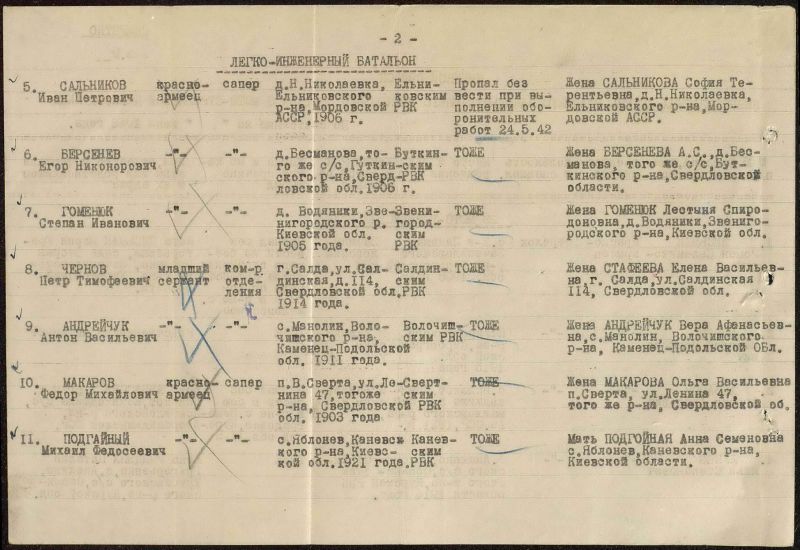 - 2 -
ЛЕГКО-ИНЖЕНЕРНЫЙ БАТАЛЬОН
5. САЛЬНИКОВ красно- сапер д.Н.Николаевка, Ельни- Пропал без Жена САЛЬНИКОВА София Те-
Иван Петрович армеец Ельниковского ковским вести при вы- рентьевна,д.Н.Николаевка,
р-на,Мордовской РВК полнении обо- Ельниковского р-на,Мор-
АССР,1906 г. ронительных довской АССР.
работ 24.5.42
6. БЕРСЕНЕВ -"- -"- д.Бесманова,то- Буткин- ТОЖЕ Жена БЕРСЕНЕВА А.С.,д.Бес-
Егор Никонорович го же с/с,Гуткин-ским манова, того же с/с,Бут-
ского р-на,Сверд-РВК кинского р-на,Свердловской
ловской обл.1906 г. области.
7. ГОМЕНЮК -"- -"- д. Водяники,Зве-Звени- ТОЖЕ Жена ГОМЕНЮК Лестыня Спиро-
Степан Иванович нигородского р. город- доновна,д.Водяники,Звениго-
Киевской обл. ским родского р-на,Киевской обл.
1905 года. РВК
8. ЧЕРНОВ младший ком-р г.Салда,ул.Сал- Салдин- ТОЖЕ Жена СТАФЕЕВА Елена Васильев-
Петр Тимофеевич сержант отде- динская,д.114, ским на,г. Салда,ул.Салдинская
ления Свердловской обл.РВК 114, Свердловской обл.
1914 года.
9. АНДРЕЙЧУК -"- -"- с.Манолин,Воло- Волочищ- ТОЖЕ Жена АНДРЕЙЧУК Вера Афанасьев-
Антон Васильевич чищского р-на, ским РВК на,с.Манолин, Волочищского
Каменец-Подольской р-на, Каменец-Подольской ОБл.
обл. 1911 года.
10. МАКАРОВ красно- сапер п.В.Сверта,ул.Ле-Сверт- ТОЖЕ Жена МАКАРОВА Ольга Васильевна
Федор Михайлович армеец нина 47,тогоже ским п.Сверта, ул.Ленина 47,
р-на, Свердловской РВК того же р-на, Свердловской об.
обл. 1903 года
11. ПОДГАЙНЫЙ -"- -"- с.Яблонев,Каневск Канев- ТОЖЕ Мать ПОДГОЙНАЯ Анна Семеновна
Михаил Федосеевич кого р-на,Киевс- ским с.Яблонев,Каневского р-на,
кой обл.1921 года.РВК Киевской области.